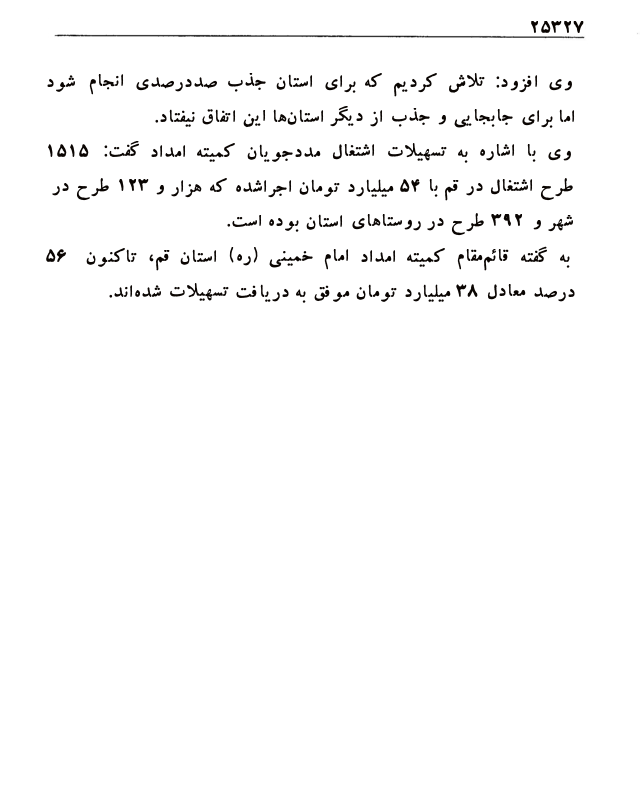 ۲۵۳۲۷
وی افزود: تلاش کردیم که برای استان جذب صددرصدی انجام شود
اما برای جابجایی و جذب از دیگر استان‌ها این اتفاق نیفتاد.
وی با اشاره به تسهیلات اشتغال مددجویان کمیته امداد گفت: ۱۵۱۵
طرح اشتغال در قم با ۵۴ میلیارد تومان اجراشده که هزار و ۱۲۳ طرح در
شهر و ۳۹۲ طرح در روستاهای استان بوده است.
به گفته قائم‌مقام کمیته امداد امام خمینی (ره) استان قم، تاکنون ۵۶
درصد معادل ۳۸ میلیارد تومان موفق به دریافت تسهیلات شده‌اند.